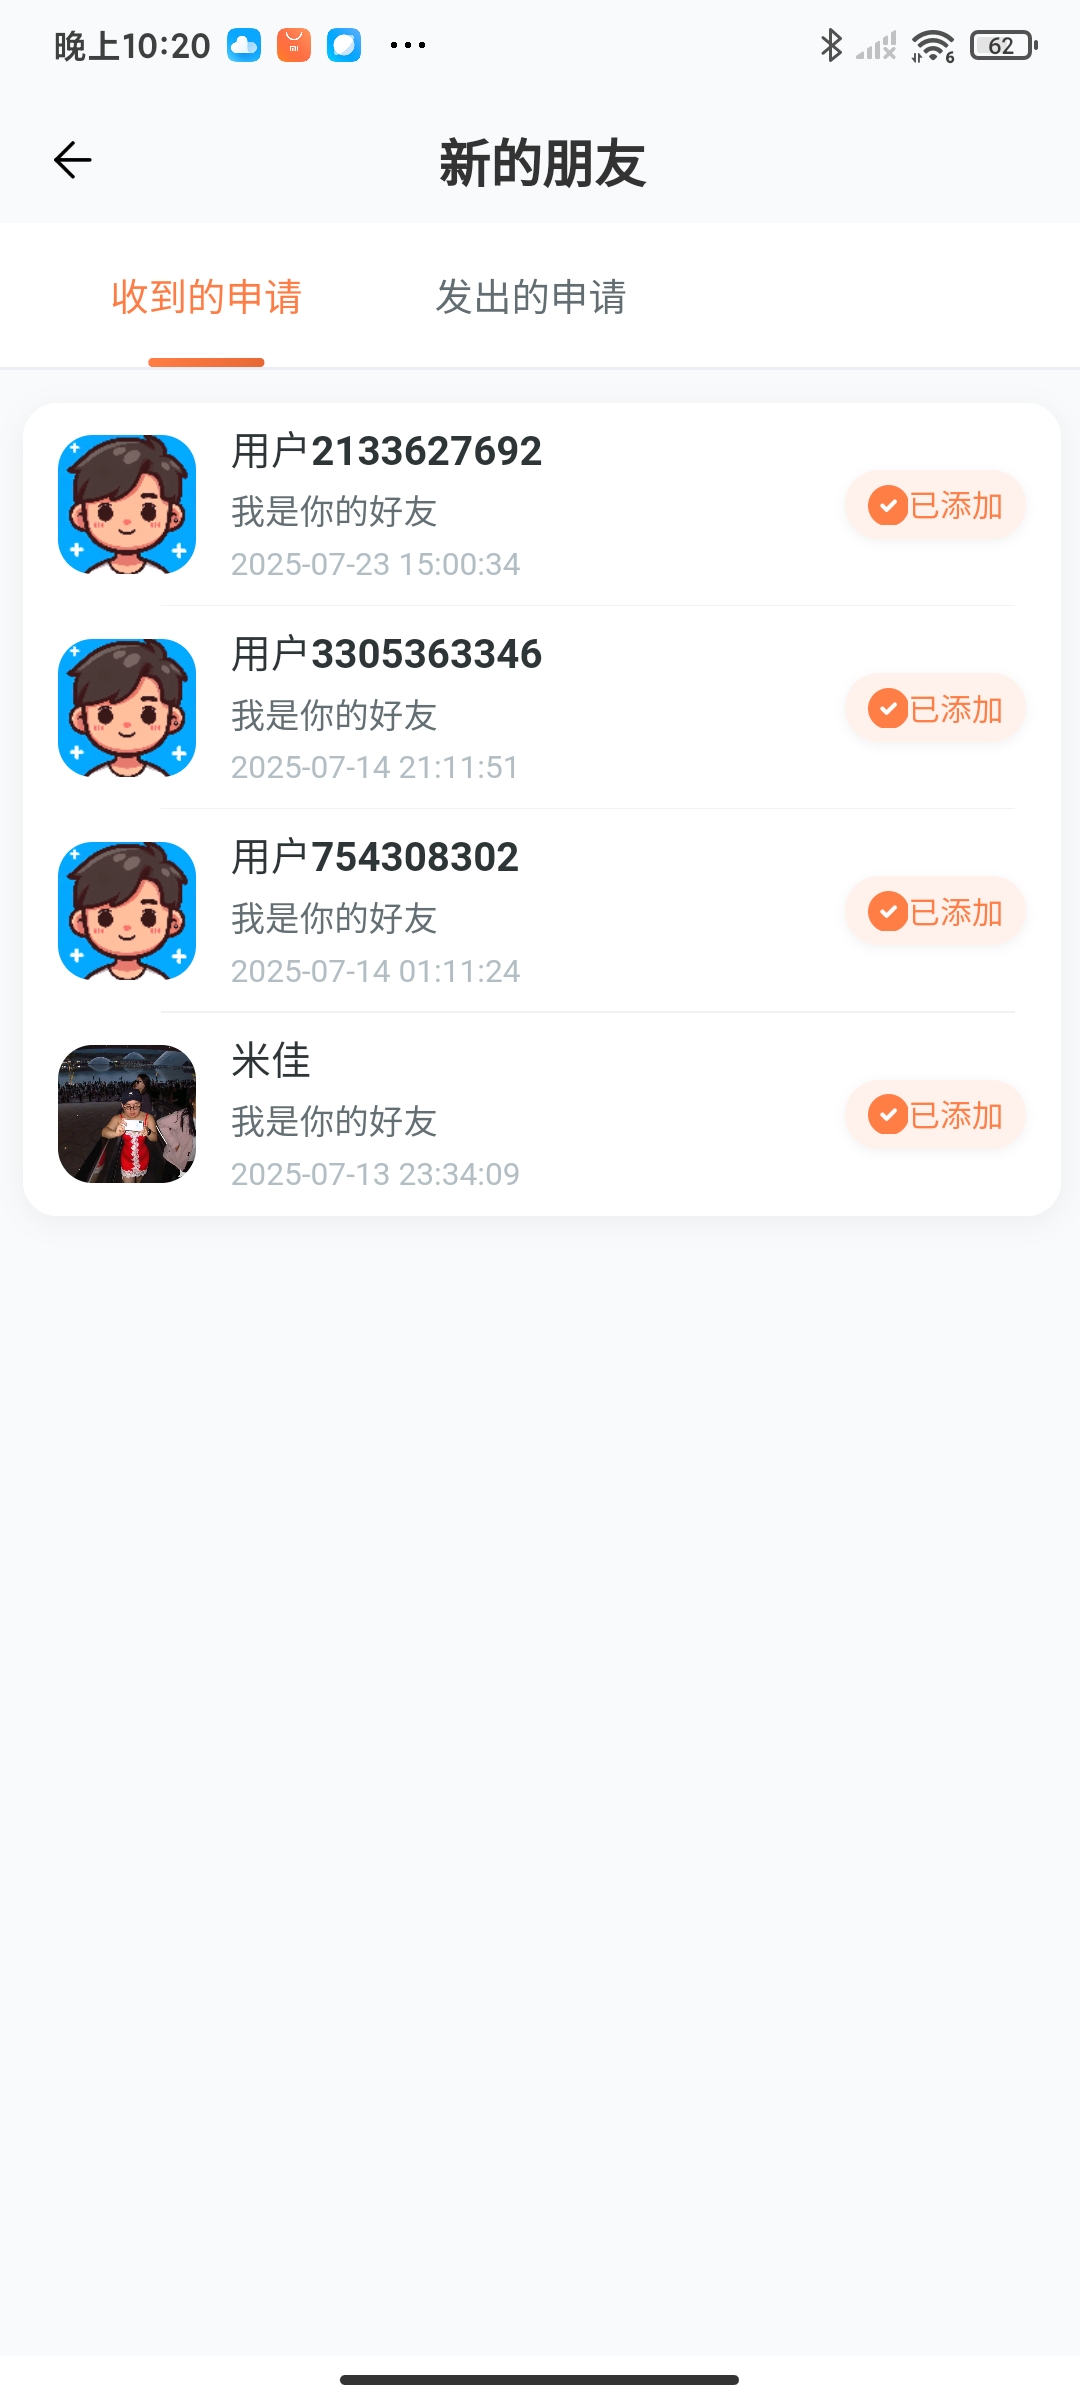 晚上10:20
62
新的朋友
收到的申请 发出的申请
用户2133627692
我是你的好友
已添加
2025-07-23 15:00:34
用户3305363346
我是你的好友
已添加
2025-07-14 21:11:51
用户754308302
我是你的好友
已添加
2025-07-14 01:11:24
米佳
我是你的好友
已添加
2025-07-13 23:34:09